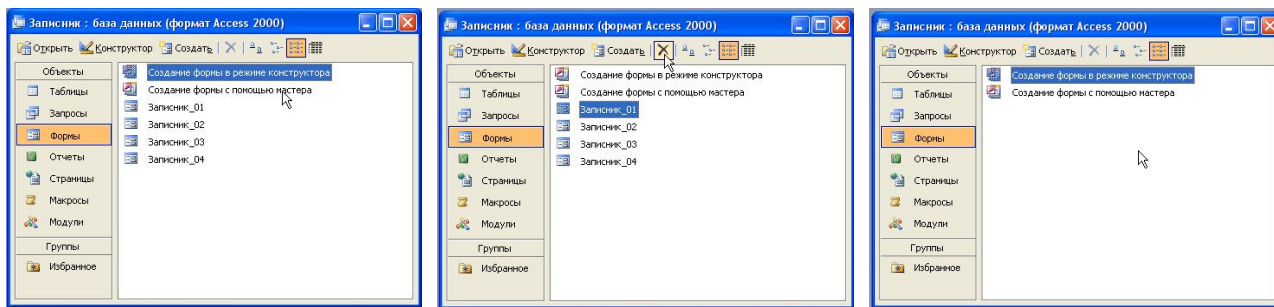 Записник : база данных (формат Access 2000)
Открыть Конструктор Создать
Объекты
Таблицы
Запросы
Формы
Отчеты
Страницы
Макросы
Модули
Группы
Избранное
Создание формы в режиме конструктора
Создание формы с помощью мастера
Записник_01
Записник_02
Записник_03
Записник_04
Записник : база данных (формат Access 2000)
Открыть Конструктор Создать
Объекты
Таблицы
Запросы
Формы
Отчеты
Страницы
Макросы
Модули
Группы
Избранное
Создание формы в режиме конструктора
Создание формы с помощью мастера
Записник_01
Записник_02
Записник_03
Записник_04
Записник : база данных (формат Access 2000)
Открыть Конструктор Создать
Объекты
Таблицы
Запросы
Формы
Отчеты
Страницы
Макросы
Модули
Группы
Избранное
Создание формы в режиме конструктора
Создание формы с помощью мастера